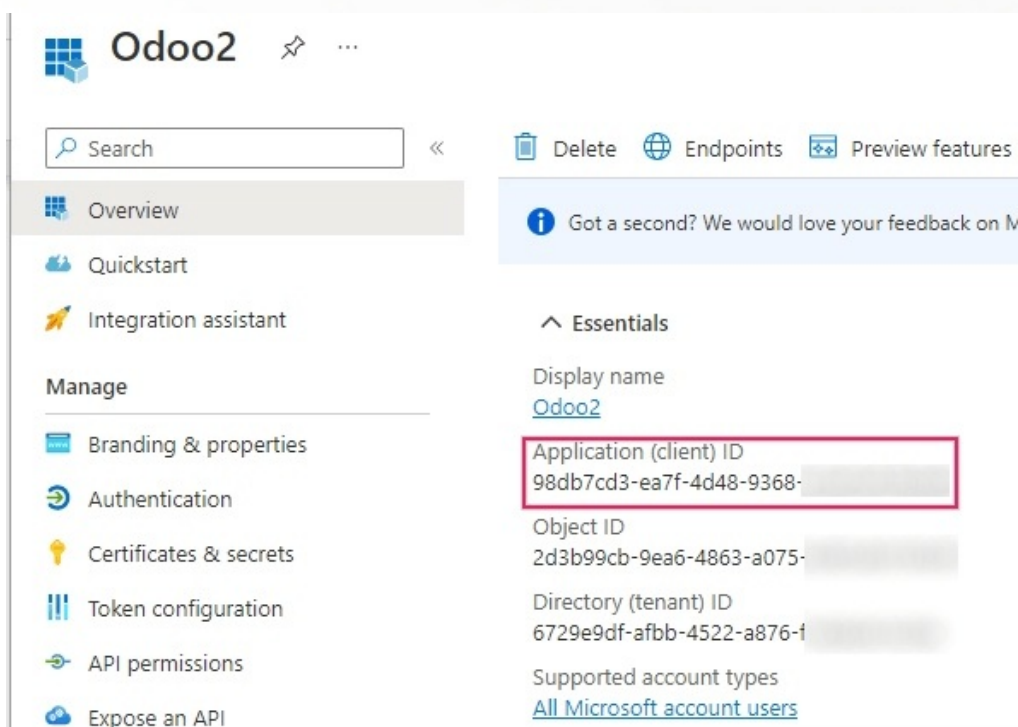 Odoo2
Search
Delete Endpoints Preview features
Overview
Got a second? We would love your feedback on M
Quickstart
Integration assistant
Essentials
Manage
Display name
Odoo2
Branding & properties
Application (client) ID
98db7cd3-ea7f-4d48-9368-
Authentication
Object ID
2d3b99cb-9ea6-4863-a075-
Certificates & secrets
Token configuration
Directory (tenant) ID
6729e9df-afbb-4522-a876-f
API permissions
Supported account types
All Microsoft account users
Expose an API